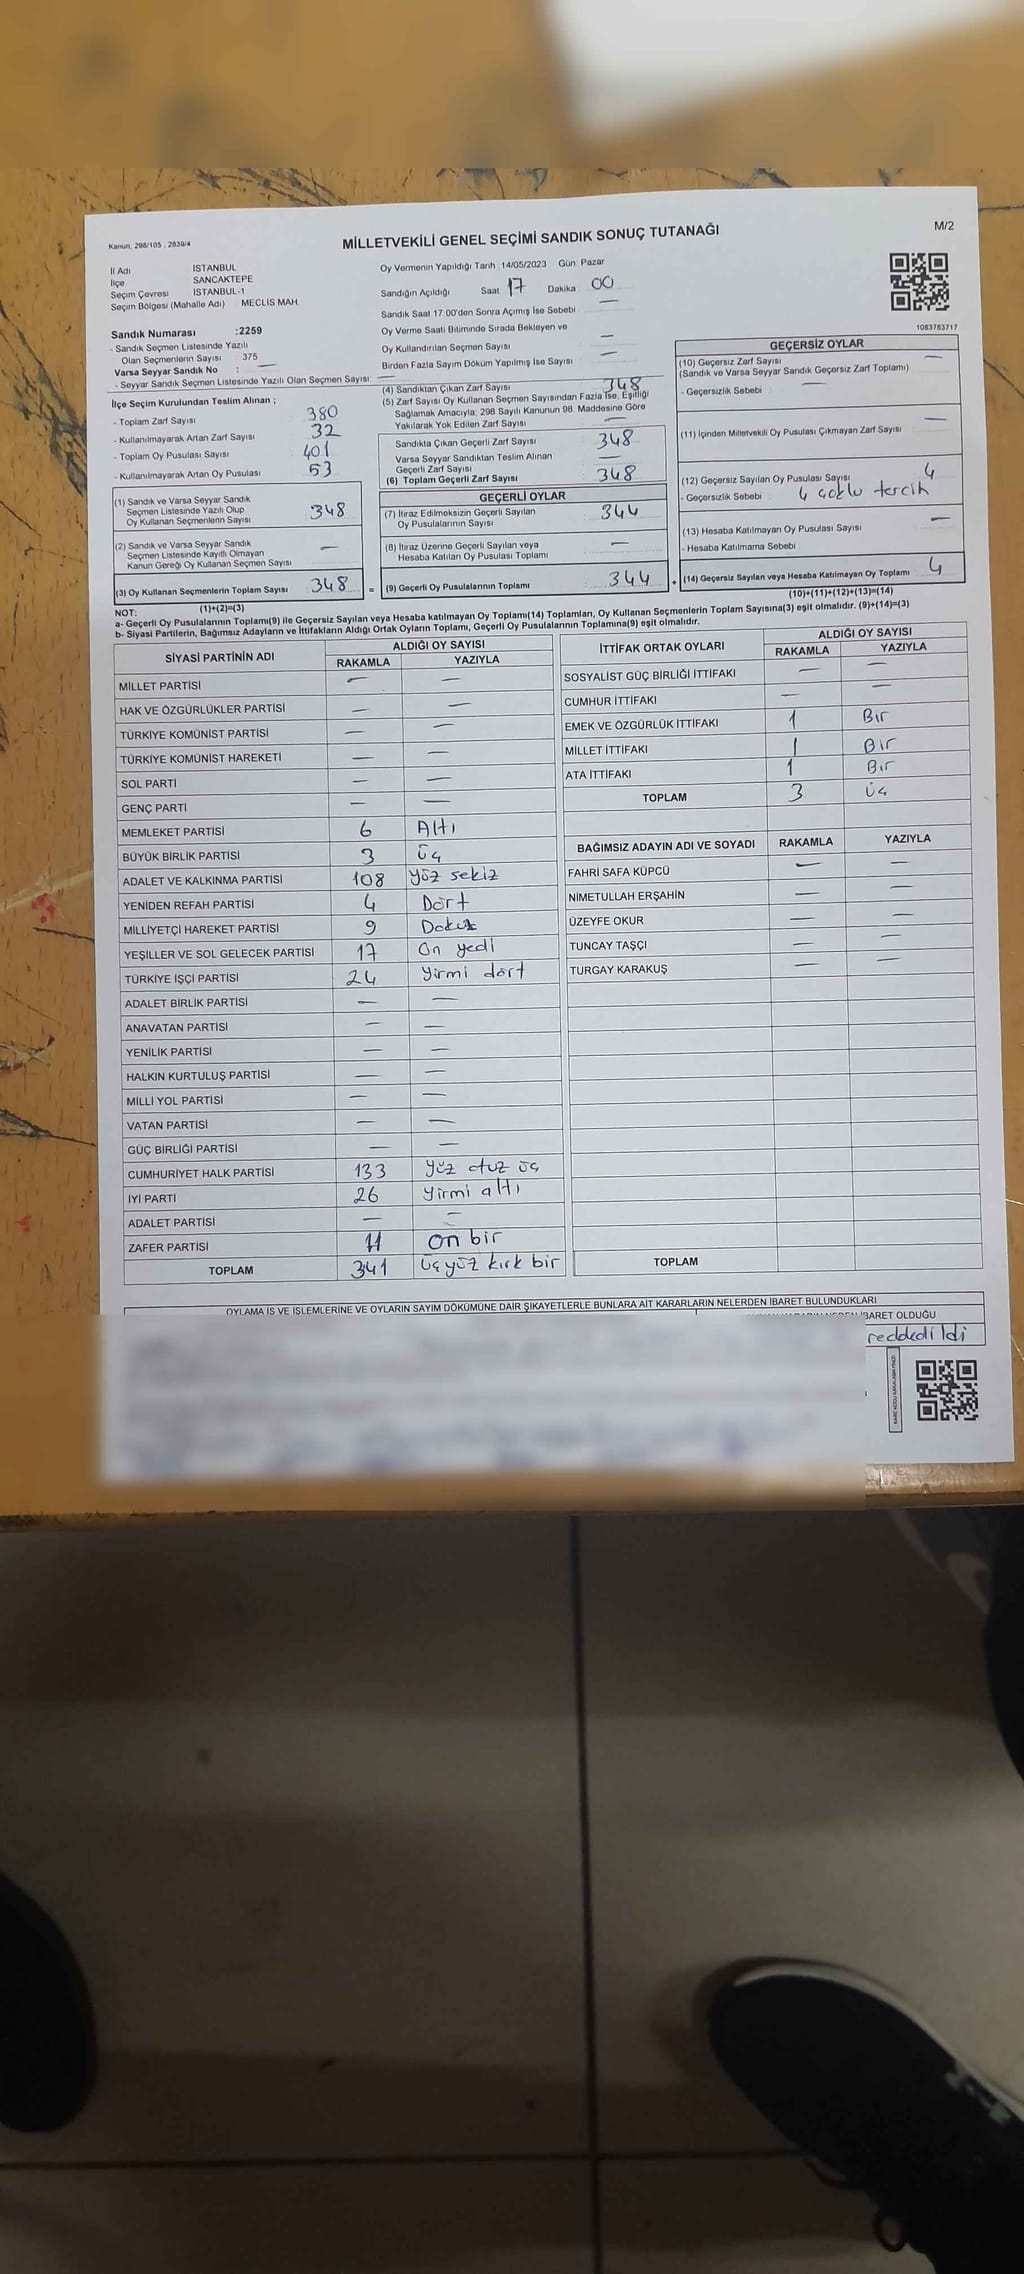 Kanun; 298/105 , 2839/4
MİLLETVEKİLİ GENEL SEÇİMİ SANDIK SONUÇ TUTANAĞI
M/2
İl Adı İSTANBUL
İlçe SANCAKTEPE
Seçim Çevresi İSTANBUL-1
Seçim Bölgesi (Mahalle Adı) MECLİS MAH.
Sandık Numarası :2259
- Sandık Seçmen Listesinde Yazılı
Olan Seçmenlerin Sayısı 375
Varsa Seyyar Sandık No : —
- Seyyar Sandık Seçmen Listesinde Yazılı Olan Seçmen Sayısı: —
Oy Vermenin Yapıldığı Tarih 14/05/2023 Gün: Pazar
Sandığın Açıldığı Saat: 17 Dakika: 00
Sandık Saat 17 00'den Sonra Açımış İse Sebebi —
Oy Verme Saati Bitiminde Sırada Bekleyen ve
Oy Kullandırılan Seçmen Sayısı —
Birden Fazla Sayım Döküm Yapılmış İse Sayısı —
1083783717
İlçe Seçim Kurulundan Teslim Alınan ;
- Toplam Zarf Sayısı 380
- Kullanılmayarak Artan Zarf Sayısı 32
- Toplam Oy Pusulası Sayısı 401
- Kullanılmayarak Artan Oy Pusulası 53
(4) Sandıktan Çıkan Zarf Sayısı 348
(5) Zarf Sayısı Oy Kullanan Seçmen Sayısından Fazla İse, Eşitliği
Sağlamak Amacıyla, 298 Sayılı Kanunun 98. Maddesine Göre
Yakılarak Yok Edilen Zarf Sayısı —
Sandıkta Çıkan Geçerli Zarf Sayısı 348
Varsa Seyyar Sandıktan Teslim Alınan
Geçerli Zarf Sayısı —
(6) Toplam Geçerli Zarf Sayısı 348
GEÇERSİZ OYLAR
(10) Geçersiz Zarf Sayısı —
(Sandık ve Varsa Seyyar Sandık Geçersiz Zarf Toplamı)
- Geçersizlik Sebebi —
(11) İçinden Milletvekili Oy Pusulası Çıkmayan Zarf Sayısı —
(12) Geçersiz Sayılan Oy Pusulası Sayısı 4
- Geçersizlik Sebebi : 4 çoklu tercih
(13) Hesaba Katılmayan Oy Pusulası Sayısı —
- Hesaba Katılmama Sebebi
(14) Geçersiz Sayılan veya Hesaba Katılmayan Oy Toplamı 4
(10)+(11)+(12)+(13)=(14)
(1) Sandık ve Varsa Seyyar Sandık
Seçmen Listesinde Yazılı Olup
Oy Kullanan Seçmenlerin Sayısı 348
(2) Sandık ve Varsa Seyyar Sandık
Seçmen Listesinde Kayıtlı Olmayan
Kanun Gereği Oy Kullanan Seçmen Sayısı —
(3) Oy Kullanan Seçmenlerin Toplam Sayısı 348
(1)+(2)=(3)
GEÇERLİ OYLAR
(7) İtiraz Edilmeksizin Geçerli Sayılan
Oy Pusulalarının Sayısı 344
(8) İtiraz Üzerine Geçerli Sayılan veya
Hesaba Katılan Oy Pusulası Toplamı —
= (9) Geçerli Oy Pusulalarının Toplamı 344 +
NOT:
a- Geçerli Oy Pusulalarının Toplamı(9) ile Geçersiz Sayılan veya Hesaba katılmayan Oy Toplamı(14) Toplamları, Oy Kullanan Seçmenlerin Toplam Sayısına(3) eşit olmalıdır. (9)+(14)=(3)
b- Siyasi Partilerin, Bağımsız Adayların ve İttifakların Aldığı Ortak Oyların Toplamı, Geçerli Oy Pusulalarının Toplamına(9) eşit olmalıdır.
SİYASİ PARTİNİN ADI ALDIĞI OY SAYISI
RAKAMLA YAZIYLA
MİLLET PARTİSİ — —
HAK VE ÖZGÜRLÜKLER PARTİSİ — —
TÜRKİYE KOMÜNİST PARTİSİ — —
TÜRKİYE KOMÜNİST HAREKETİ — —
SOL PARTİ — —
GENÇ PARTİ — —
MEMLEKET PARTİSİ 6 Altı
BÜYÜK BİRLİK PARTİSİ 3 üç
ADALET VE KALKINMA PARTİSİ 108 yüz sekiz
YENİDEN REFAH PARTİSİ 4 Dört
MİLLİYETÇİ HAREKET PARTİSİ 9 Dokuz
YEŞİLLER VE SOL GELECEK PARTİSİ 17 On yedi
TÜRKİYE İŞÇİ PARTİSİ 24 yirmi dört
ADALET BİRLİK PARTİSİ — —
ANAVATAN PARTİSİ — —
YENİLİK PARTİSİ — —
HALKIN KURTULUŞ PARTİSİ — —
MİLLİ YOL PARTİSİ — —
VATAN PARTİSİ — —
GÜÇ BİRLİĞİ PARTİSİ — —
CUMHURİYET HALK PARTİSİ 133 yüz otuz üç
İYİ PARTİ 26 yirmi altı
ADALET PARTİSİ — —
ZAFER PARTİSİ 11 on bir
TOPLAM 341 üçyüz kırk bir
İTTİFAK ORTAK OYLARI ALDIĞI OY SAYISI
RAKAMLA YAZIYLA
SOSYALİST GÜÇ BİRLİĞİ İTTİFAKI — —
CUMHUR İTTİFAKI — —
EMEK VE ÖZGÜRLÜK İTTİFAKI 1 Bir
MİLLET İTTİFAKI 1 Bir
ATA İTTİFAKI 1 Bir
TOPLAM 3 üç
BAĞIMSIZ ADAYIN ADI VE SOYADI RAKAMLA YAZIYLA
FAHRİ SAFA KÜPCÜ — —
NİMETULLAH ERŞAHİN — —
ÜZEYFE OKUR — —
TUNCAY TAŞÇI — —
TURGAY KARAKUŞ — —
TOPLAM
OYLAMA İŞ VE İŞLEMLERİNE VE OYLARIN SAYIM DÖKÜMÜNE DAİR ŞİKAYETLERLE BUNLARA AİT KARARLARIN NELERDEN İBARET BULUNDUKLARI
İBARET OLDUĞU
reddedildi